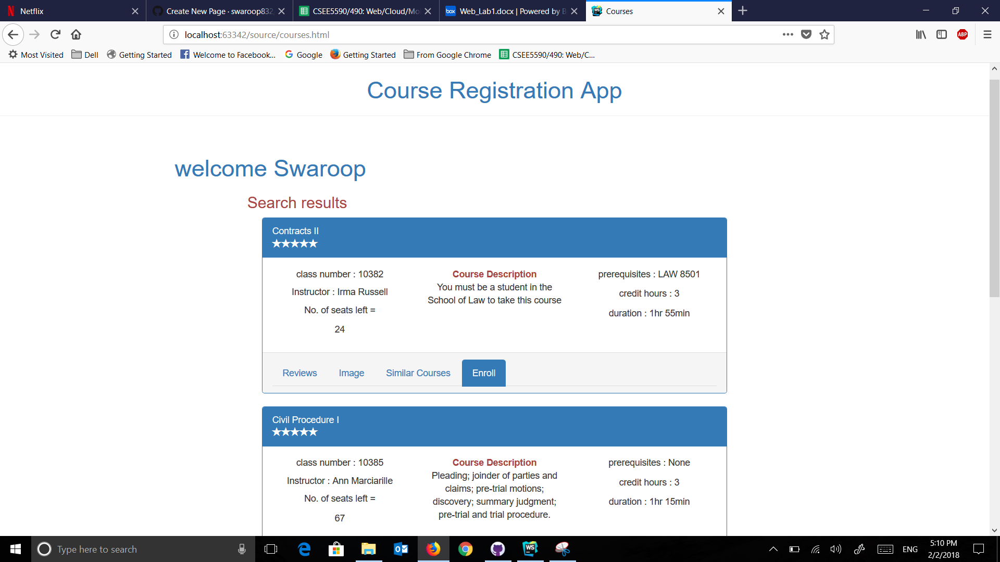 Netflix
Create New Page · swaroop832
CSEE5590/490: Web/Cloud/Mo
box Web_Lab1.docx | Powered by B
WS Courses
localhost:63342/source/courses.html
ABP
Most Visited
Dell
Getting Started
Welcome to Facebook...
Google
Getting Started
From Google Chrome
CSEE5590/490: Web/C...
Course Registration App
welcome Swaroop
Search results
Contracts II
★★★★★
class number : 10382
Instructor : Irma Russell
No. of seats left =
24
Course Description
You must be a student in the
School of Law to take this course
prerequisites : LAW 8501
credit hours : 3
duration : 1hr 55min
Reviews
Image
Similar Courses
Enroll
Civil Procedure I
★★★★★
class number : 10385
Instructor : Ann Marciarille
No. of seats left =
67
Course Description
Pleading; joinder of parties and
claims; pre-trial motions;
discovery; summary judgment;
pre-trial and trial procedure.
prerequisites : None
credit hours : 3
duration : 1hr 15min
Type here to search
WS
ENG
5:10 PM
2/2/2018